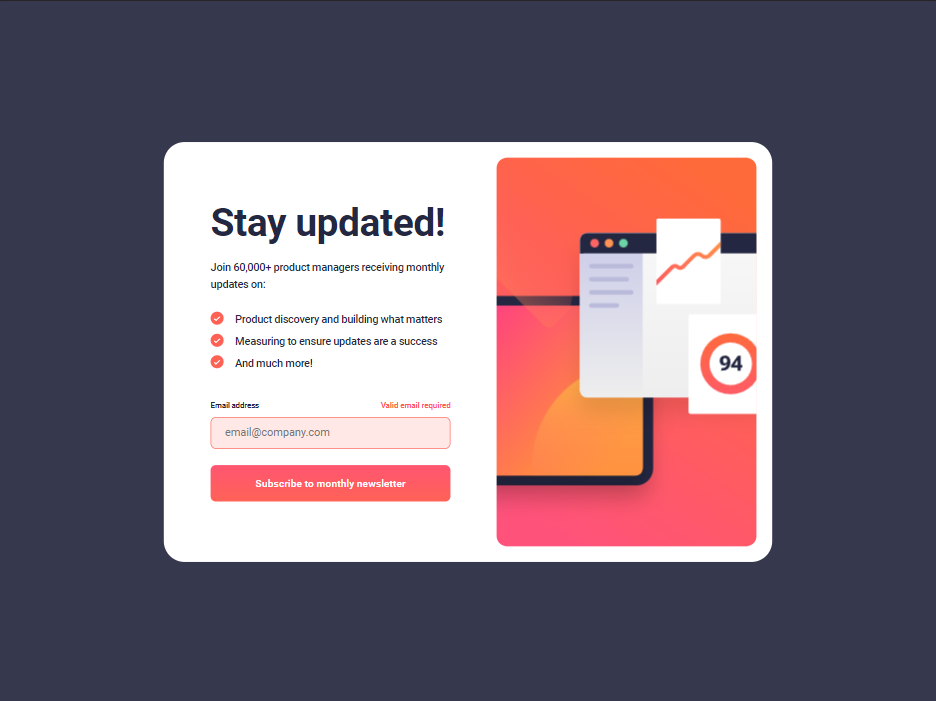 Stay updated!
Join 60,000+ product managers receiving monthly
updates on:
Product discovery and building what matters
Measuring to ensure updates are a success
And much more!
Email address
Valid email required
email@company.com
Subscribe to monthly newsletter
94